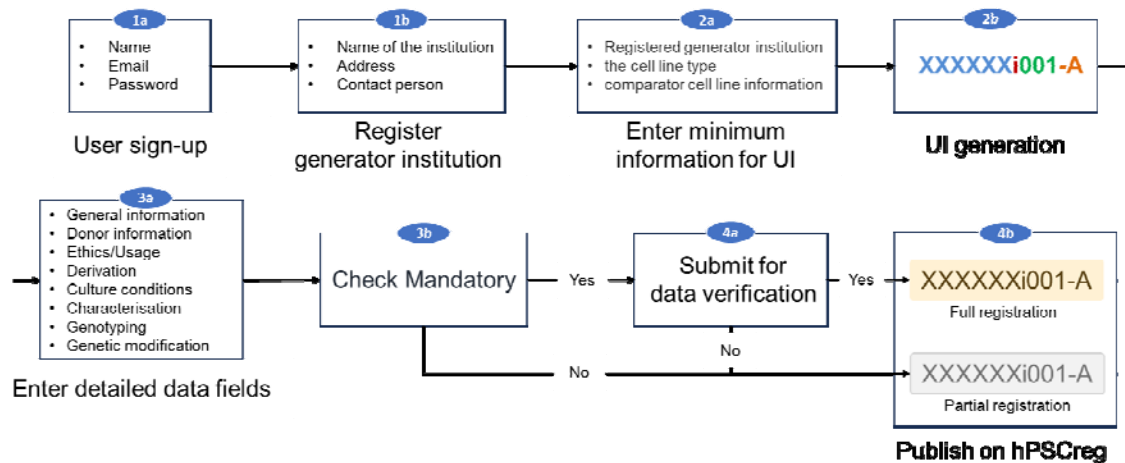 1a
• Name
• Email
• Password
User sign-up
1b
• Name of the institution
• Address
• Contact person
Register
generator institution
2a
• Registered generator institution
• the cell line type
• comparator cell line information
Enter minimum
information for UI
2b
XXXXXXi001-A
UI generation
3a
• General information
• Donor information
• Ethics/Usage
• Derivation
• Culture conditions
• Characterisation
• Genotyping
• Genetic modification
Enter detailed data fields
3b
Check Mandatory
Yes
No
4a
Submit for
data verification
Yes
No
4b
XXXXXXi001-A
Full registration
XXXXXXi001-A
Partial registration
Publish on hPSCreg